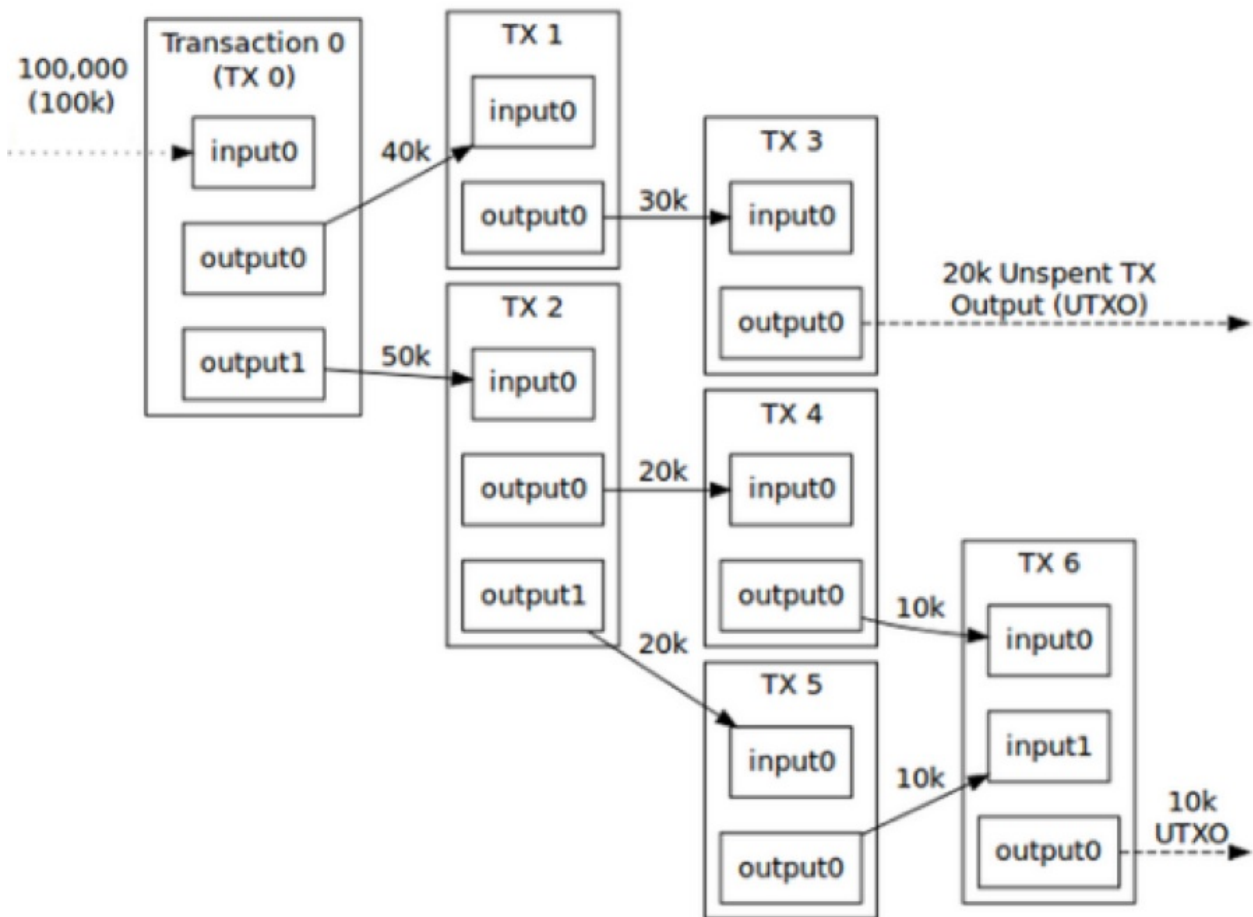 100,000
(100k)
Transaction 0
(TX 0)
input0
output0
output1
40k
50k
TX 1
input0
output0
30k
TX 2
input0
output0
output1
20k
20k
TX 3
input0
output0
20k Unspent TX
Output (UTXO)
TX 4
input0
output0
10k
TX 5
input0
output0
10k
TX 6
input0
input1
output0
10k
UTXO